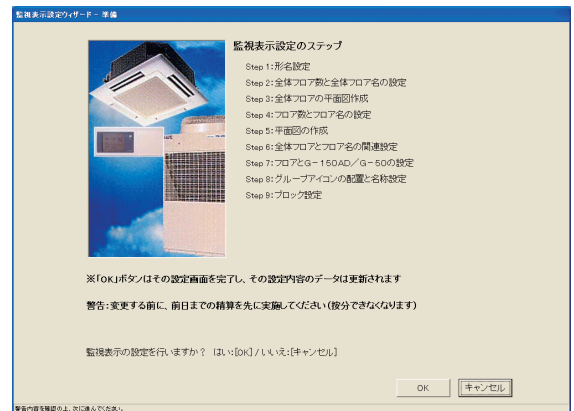 監視表示設定ウィザード - 準備
監視表示設定のステップ
Step 1:形名設定
Step 2:全体フロア数と全体フロア名の設定
Step 3:全体フロアの平面図作成
Step 4:フロア数とフロア名の設定
Step 5:平面図の作成
Step 6:全体フロアとフロア名の関連設定
Step 7:フロアとG-150AD/G-50の設定
Step 8:グループアイコンの配置と名称設定
Step 9:ブロック設定
※「OK」ボタンはその設定画面を完了し、その設定内容のデータは更新されます
警告:変更する前に、前日までの精算を先に実施してください(按分できなくなります)
監視表示の設定を行いますか? はい:[OK] / いいえ:[キャンセル]
OK
キャンセル
警告内容を確認の上、次に進んでください。